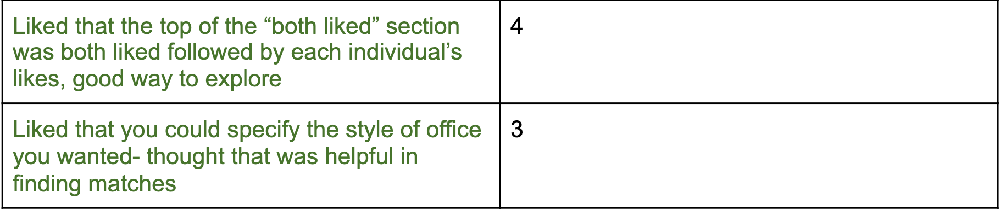 Liked that the top of the “both liked” section
was both liked followed by each individual’s
likes, good way to explore
4
Liked that you could specify the style of office
you wanted- thought that was helpful in
finding matches
3